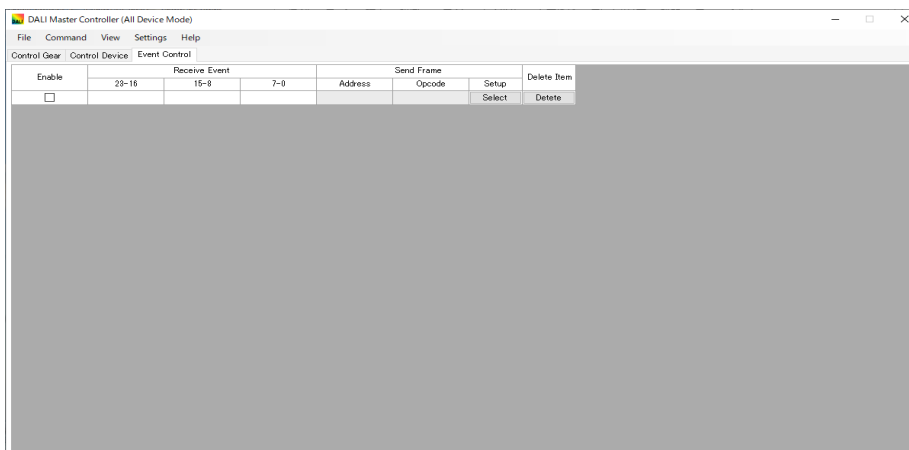 DALI Master Controller (All Device Mode)
File Command View Settings Help
Control Gear Control Device Event Control
Enable Receive Event Send Frame Delete Item
23-16 15-8 7-0 Address Opcode Setup
Select Detete